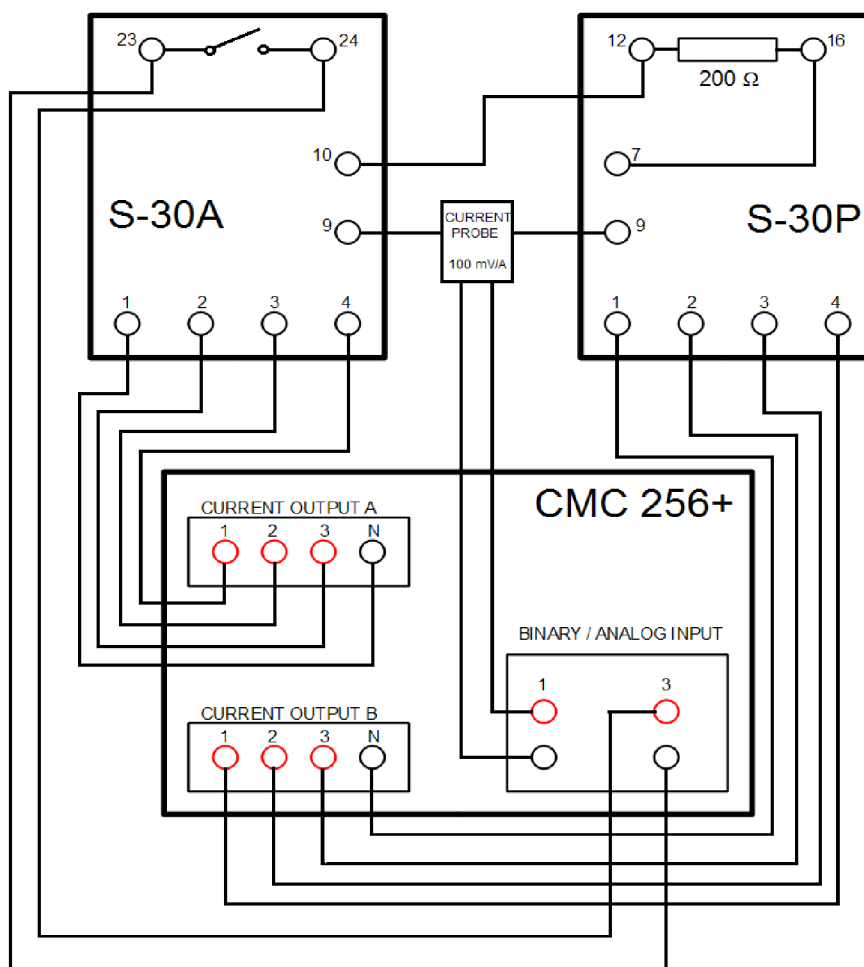 23
24
12
16
200 Ω
10
7
S-30A
9
CURRENT
PROBE
100 mV/A
9
S-30P
1 2 3 4
1 2 3 4
CMC 256+
CURRENT OUTPUT A
1 2 3 N
BINARY / ANALOG INPUT
1 3
CURRENT OUTPUT B
1 2 3 N